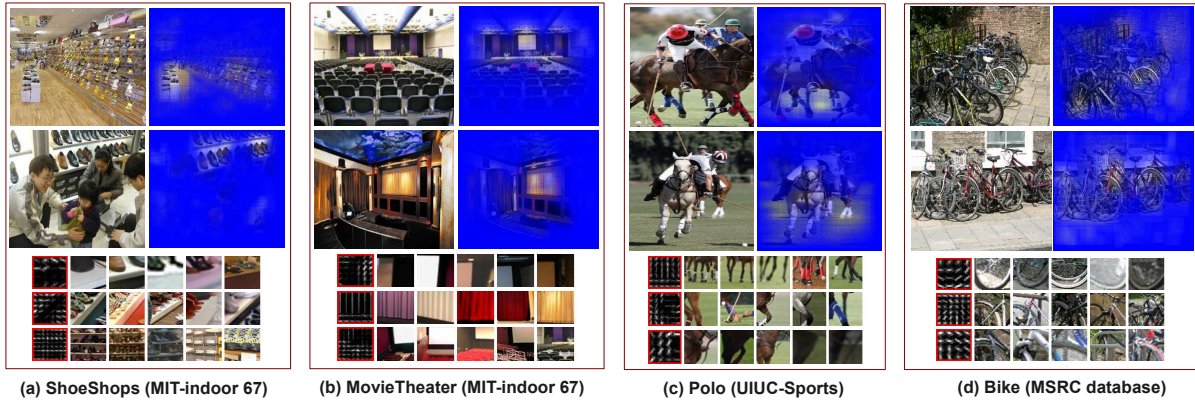 (a) ShoeShops (MIT-indoor 67)
(b) MovieTheater (MIT-indoor 67)
(c) Polo (UIUC-Sports)
(d) Bike (MSRC database)